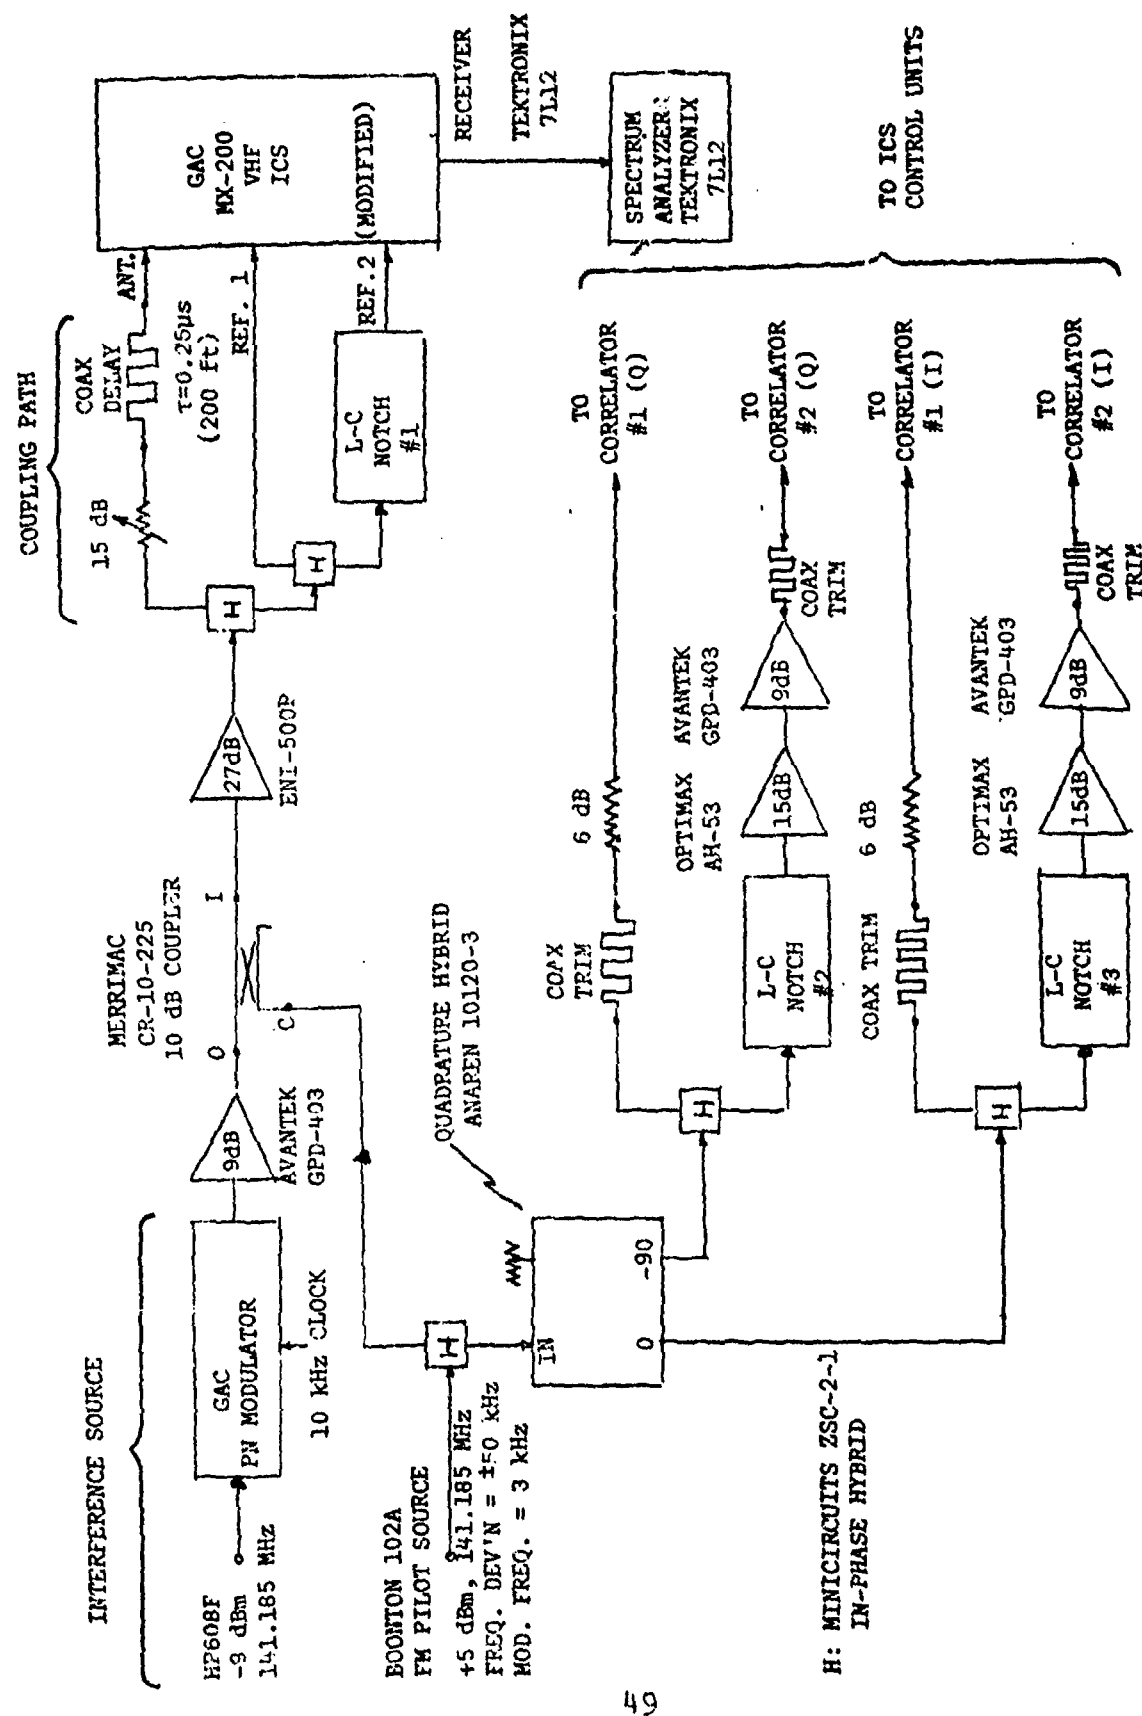 INTERFERENCE SOURCE
HP608F
-9 dBm
141.185 MHz
GAC
PN MODULATOR
10 kHz CLOCK
9dB
AVANTEK
GPD-403
MERRIMAC
CR-10-225
10 dB COUPLER
O
I
C
27dB
ENI-500P
COUPLING PATH
H
15 dB
COAX
DELAY
τ=0.25μs
(200 ft)
ANT.
REF. 1
H
L-C
NOTCH
#1
REF.2
(MODIFIED)
GAC
MX-200
VHF
ICS
RECEIVER
TEKTRONIX
7L12
SPECTRUM
ANALYZER
TEKTRONIX
7L12
BOONTON 102A
FM PILOT SOURCE
+5 dBm, 141.185 MHz
FREQ. DEV'N = ±50 kHz
MOD. FREQ. = 3 kHz
H
IN
0
-90
QUADRATURE HYBRID
ANAREN 10120-3
H
COAX
TRIM
6 dB
TO
CORRELATOR
#1 (Q)
L-C
NOTCH
#2
OPTIMAX
AH-53
15dB
AVANTEK
GPD-403
9dB
COAX
TRIM
TO
CORRELATOR
#2 (Q)
H
COAX TRIM
6 dB
TO
CORRELATOR
#1 (I)
L-C
NOTCH
#3
OPTIMAX
AH-53
15dB
AVANTEK
GPD-403
9dB
COAX
TRIM
TO
CORRELATOR
#2 (I)
TO ICS
CONTROL UNITS
H: MINICIRCUITS ZSC-2-1
IN-PHASE HYBRID
49